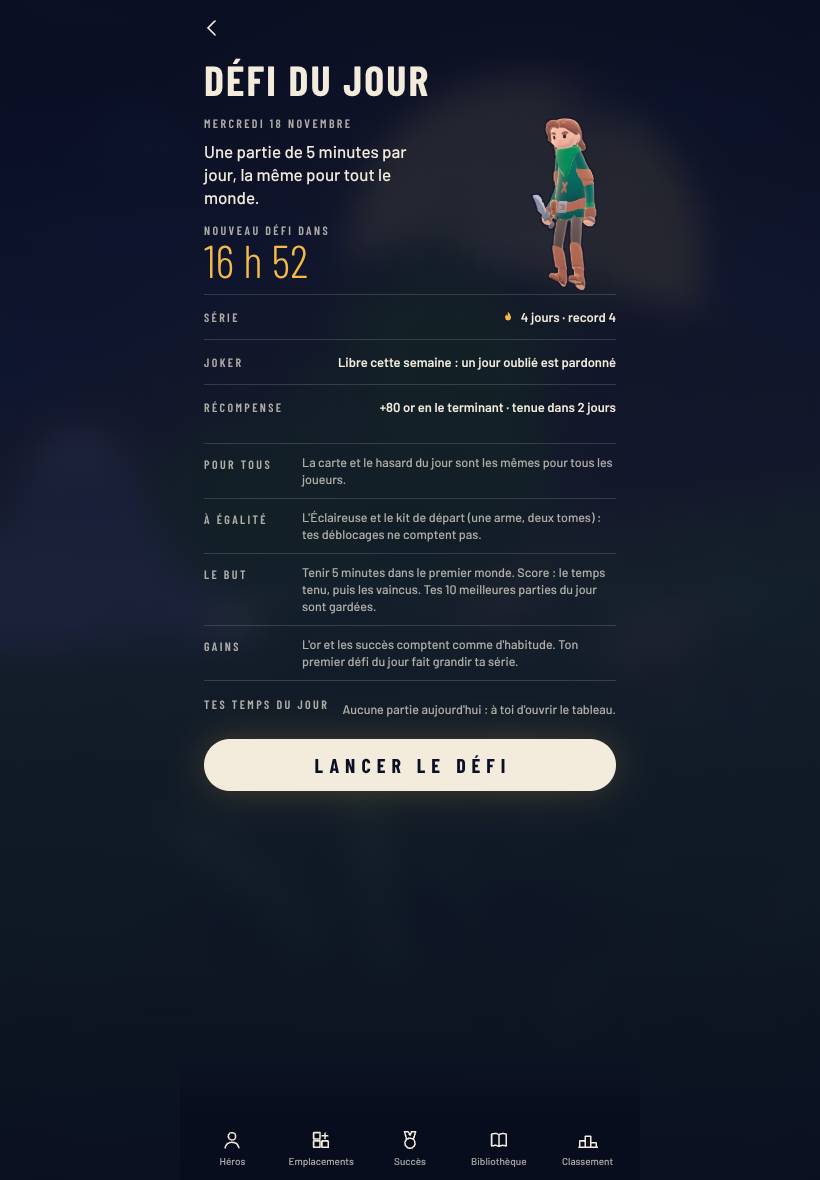 DÉFI DU JOUR
MERCREDI 18 NOVEMBRE
Une partie de 5 minutes par
jour, la même pour tout le
monde.
NOUVEAU DÉFI DANS
16 h 52
SÉRIE
4 jours · record 4
JOKER
Libre cette semaine : un jour oublié est pardonné
RÉCOMPENSE
+80 or en le terminant · tenue dans 2 jours
POUR TOUS
La carte et le hasard du jour sont les mêmes pour tous les
joueurs.
À ÉGALITÉ
L'Éclaireuse et le kit de départ (une arme, deux tomes) :
tes déblocages ne comptent pas.
LE BUT
Tenir 5 minutes dans le premier monde. Score : le temps
tenu, puis les vaincus. Tes 10 meilleures parties du jour
sont gardées.
GAINS
L'or et les succès comptent comme d'habitude. Ton
premier défi du jour fait grandir ta série.
TES TEMPS DU JOUR
Aucune partie aujourd'hui : à toi d'ouvrir le tableau.
LANCER LE DÉFI
Héros
Emplacements
Succès
Bibliothèque
Classement